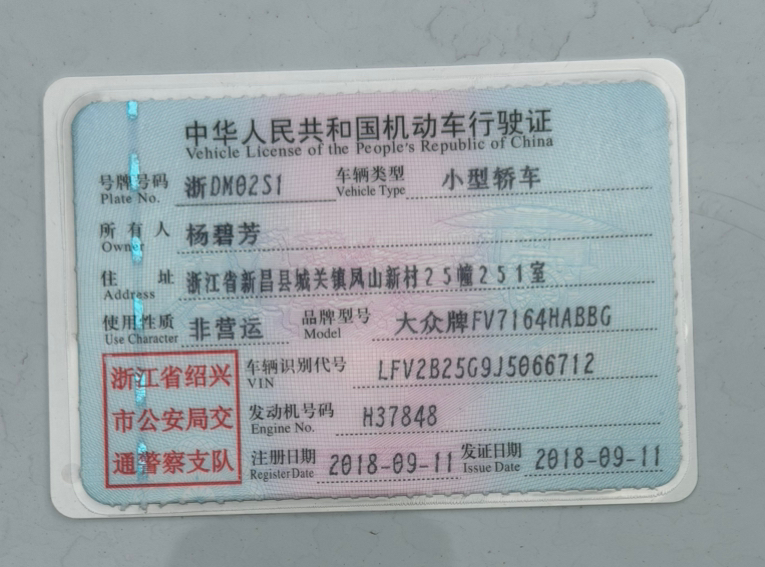 中华人民共和国机动车行驶证
Vehicle License of the People's Republic of China
号牌号码 Plate No. 浙DM02S1 车辆类型 Vehicle Type 小型轿车
所有人 Owner 杨碧芳
住址 Address 浙江省新昌县城关镇凤山新村25幢251室
使用性质 Use Character 非营运 品牌型号 Model 大众牌FV7164HABBG
车辆识别代号 VIN LFV2B25G9J5066712
发动机号码 Engine No. H37848
注册日期 Register Date 2018-09-11 发证日期 Issue Date 2018-09-11
浙江省绍兴
市公安局交
通警察支队